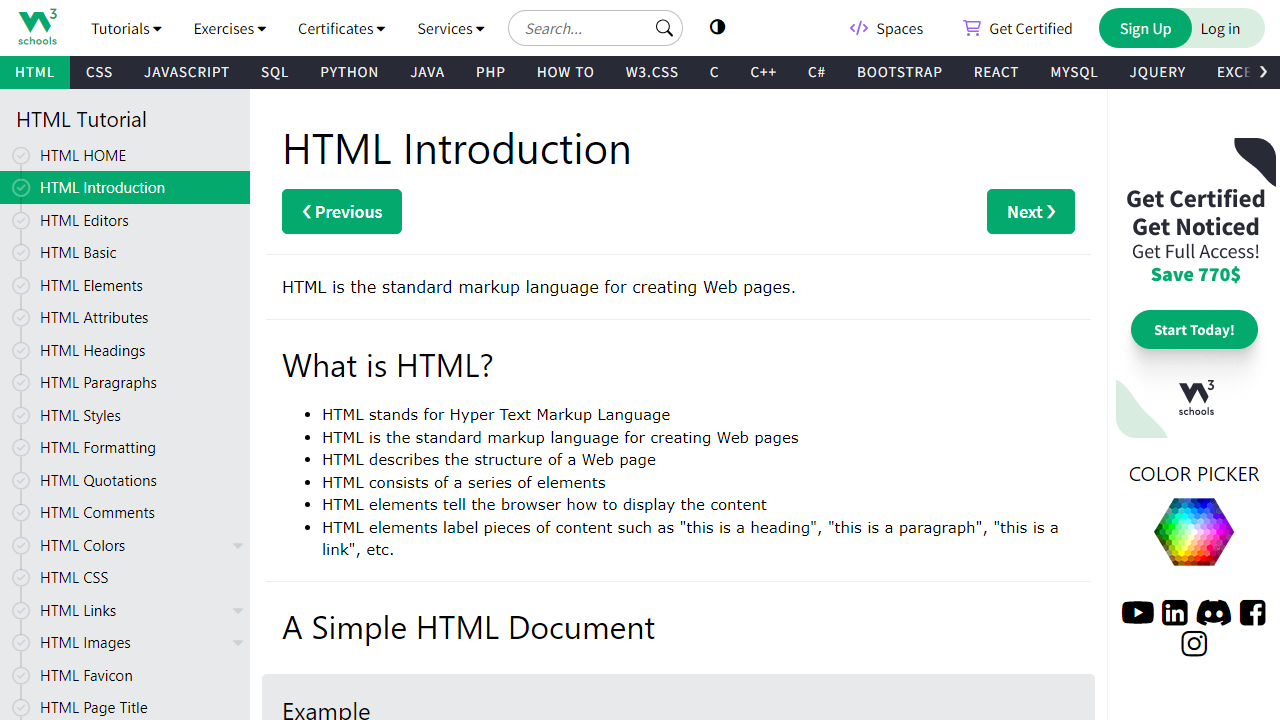 3
schools
Tutorials
Exercises
Certificates
Services
Search...
Spaces
Get Certified
Sign Up
Log in
HTML
CSS
JAVASCRIPT
SQL
PYTHON
JAVA
PHP
HOW TO
W3.CSS
C
C++
C#
BOOTSTRAP
REACT
MYSQL
JQUERY
EXCE
HTML Tutorial
HTML HOME
HTML Introduction
HTML Editors
HTML Basic
HTML Elements
HTML Attributes
HTML Headings
HTML Paragraphs
HTML Styles
HTML Formatting
HTML Quotations
HTML Comments
HTML Colors
HTML CSS
HTML Links
HTML Images
HTML Favicon
HTML Page Title
HTML Introduction
❮ Previous
Next ❯
HTML is the standard markup language for creating Web pages.
What is HTML?
• HTML stands for Hyper Text Markup Language
• HTML is the standard markup language for creating Web pages
• HTML describes the structure of a Web page
• HTML consists of a series of elements
• HTML elements tell the browser how to display the content
• HTML elements label pieces of content such as "this is a heading", "this is a paragraph", "this is a
link", etc.
A Simple HTML Document
Example
Get Certified
Get Noticed
Get Full Access!
Save 770$
Start Today!
W3
schools
COLOR PICKER